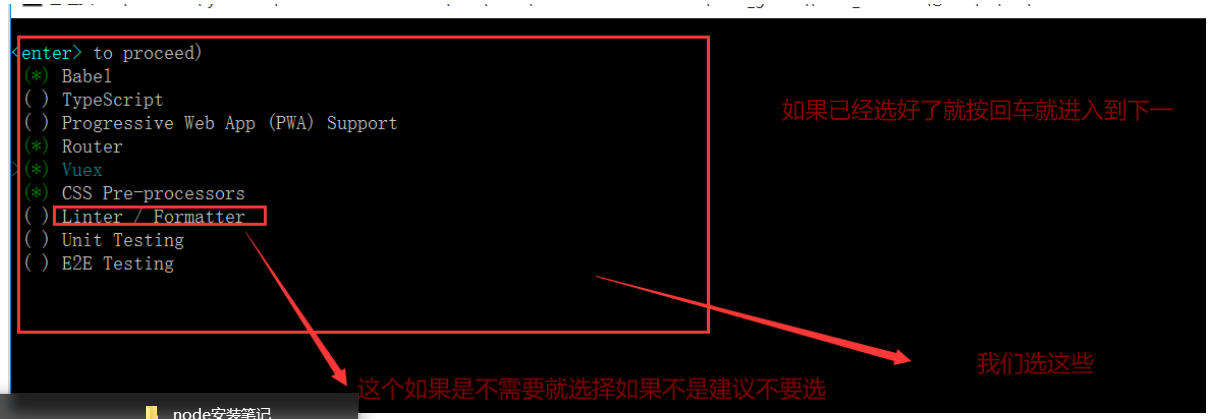 <enter> to proceed)
(*) Babel
( ) TypeScript
( ) Progressive Web App (PWA) Support
(*) Router
>(*) Vuex
(*) CSS Pre-processors
( ) Linter / Formatter
( ) Unit Testing
( ) E2E Testing
如果已经选好了就按回车就进入到下一
我们选这些
这个如果是不需要就选择如果不是建议不要选
node安装笔记